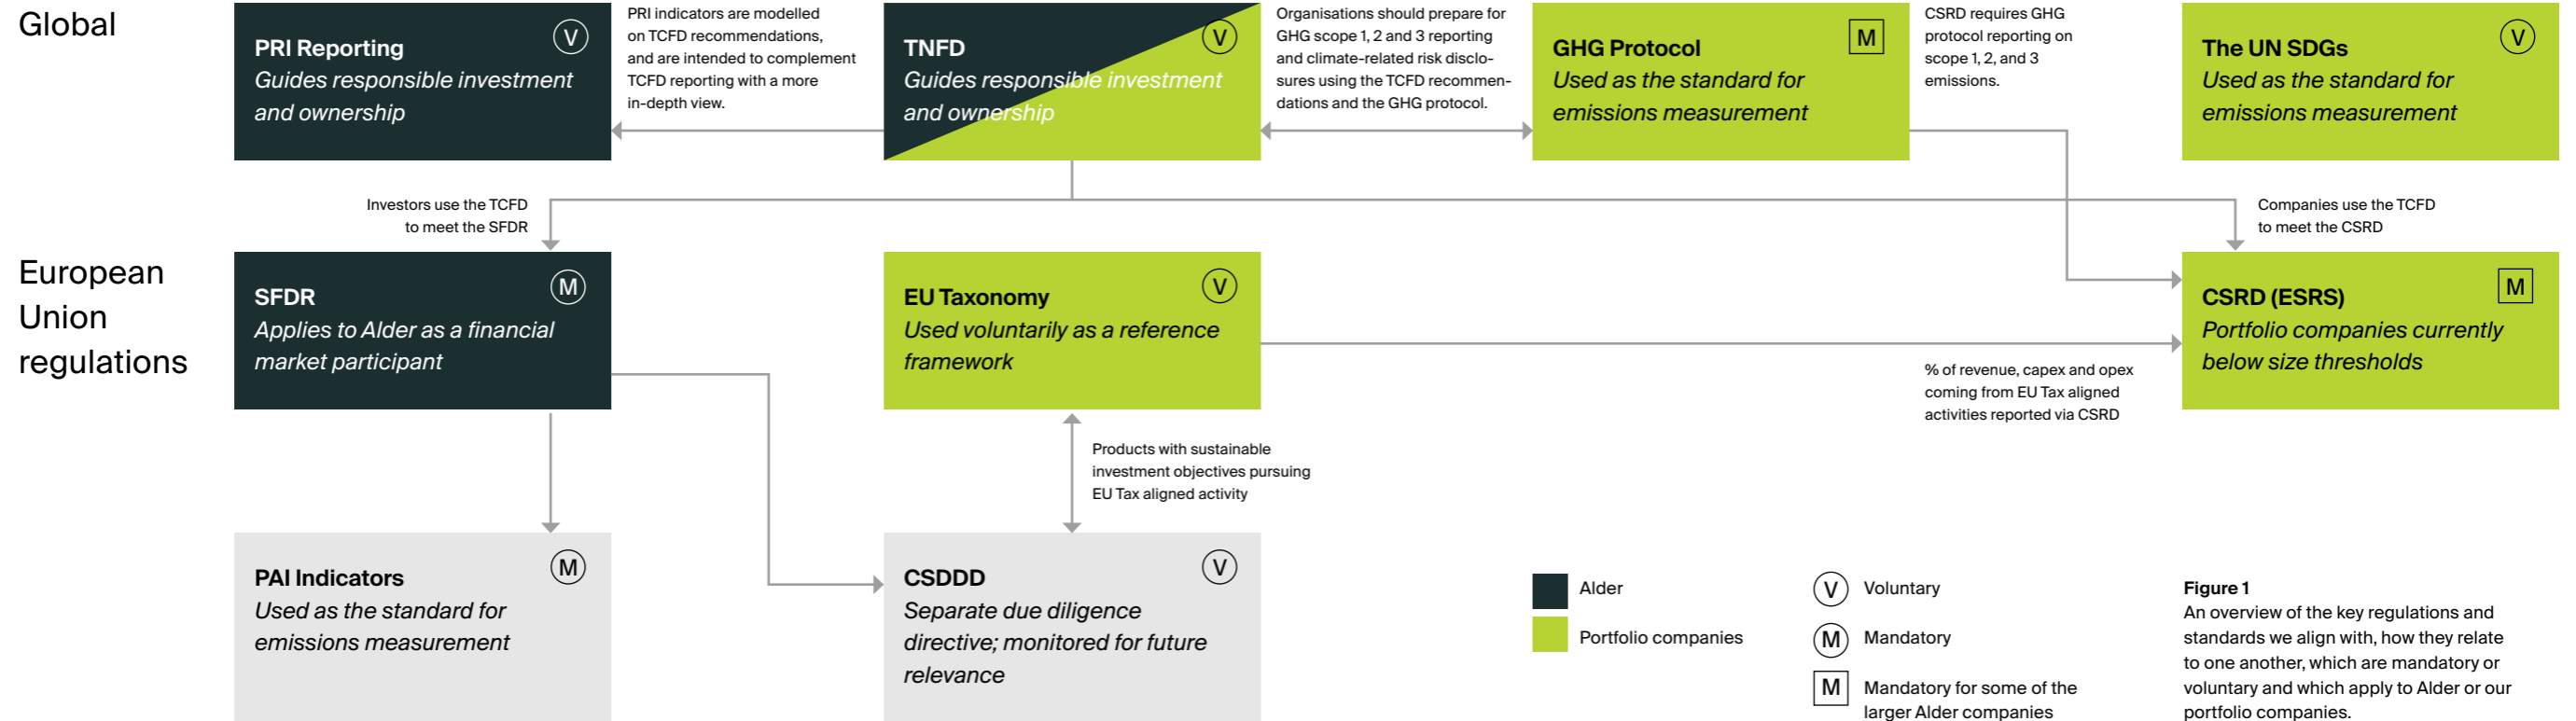 Global
PRI Reporting
V
Guides responsible investment
and ownership
PRI indicators are modelled
on TCFD recommendations,
and are intended to complement
TCFD reporting with a more
in-depth view.
TNFD
V
Guides responsible investment
and ownership
Organisations should prepare for
GHG scope 1, 2 and 3 reporting
and climate-related risk disclo-
sures using the TCFD recommen-
dations and the GHG protocol.
GHG Protocol
M
Used as the standard for
emissions measurement
CSRD requires GHG
protocol reporting on
scope 1, 2, and 3
emissions.
The UN SDGs
V
Used as the standard for
emissions measurement
Investors use the TCFD
to meet the SFDR
Companies use the TCFD
to meet the CSRD
European
Union
regulations
SFDR
M
Applies to Alder as a financial
market participant
EU Taxonomy
V
Used voluntarily as a reference
framework
% of revenue, capex and opex
coming from EU Tax aligned
activities reported via CSRD
CSRD (ESRS)
M
Portfolio companies currently
below size thresholds
Products with sustainable
investment objectives pursuing
EU Tax aligned activity
PAI Indicators
M
Used as the standard for
emissions measurement
CSDDD
V
Separate due diligence
directive; monitored for future
relevance
Alder
Portfolio companies
V
Voluntary
M
Mandatory
M
Mandatory for some of the
larger Alder companies
Figure 1
An overview of the key regulations and
standards we align with, how they relate
to one another, which are mandatory or
voluntary and which apply to Alder or our
portfolio companies.